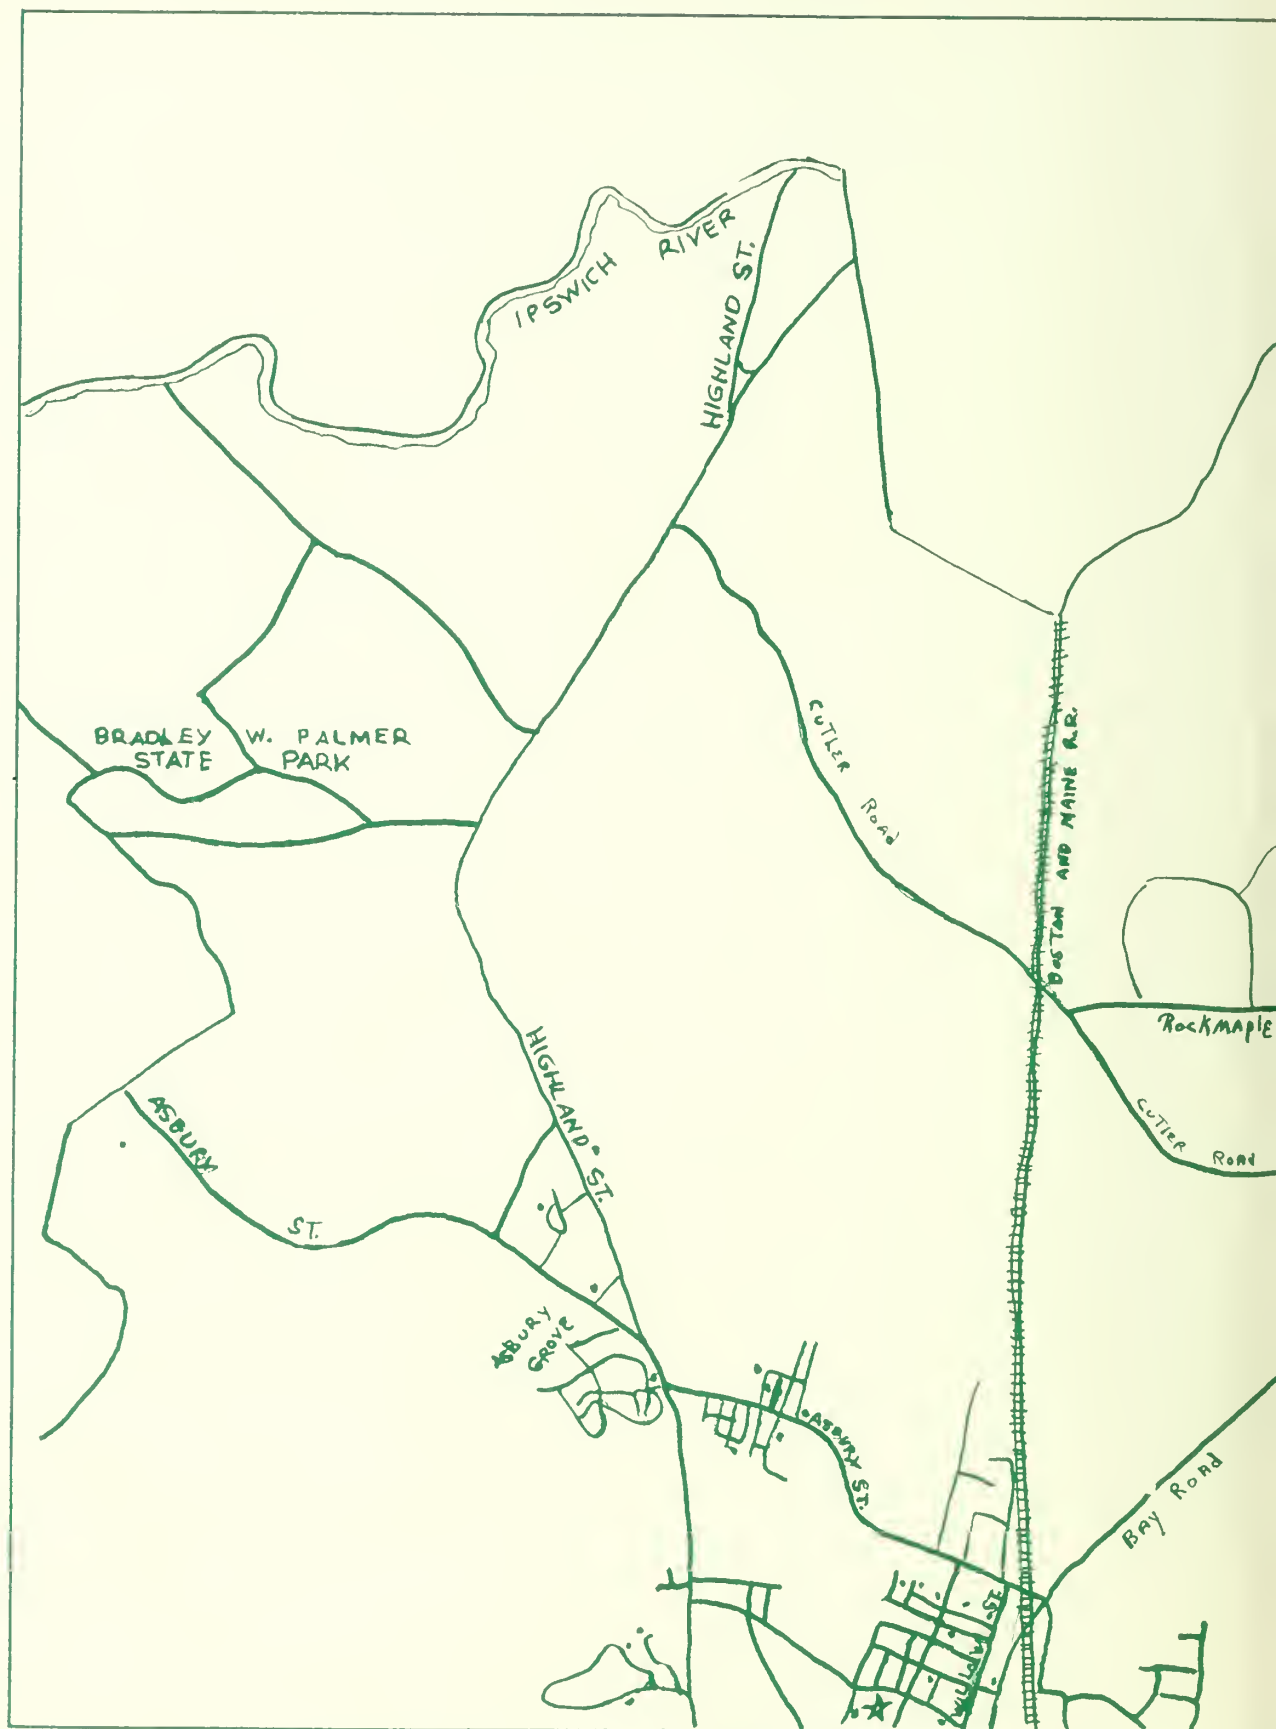 IPSWICH RIVER
HIGHLAND ST.
BRADLEY W. PALMER
STATE PARK
CUTLER ROAD
BOSTON AND MAINE R.R.
ROCKMAPLE
HIGHLAND ST.
CUTLER ROAD
ASBURY ST.
ASBURY
GROVE
ASBURY ST.
BAY ROAD
WILLOW ST.